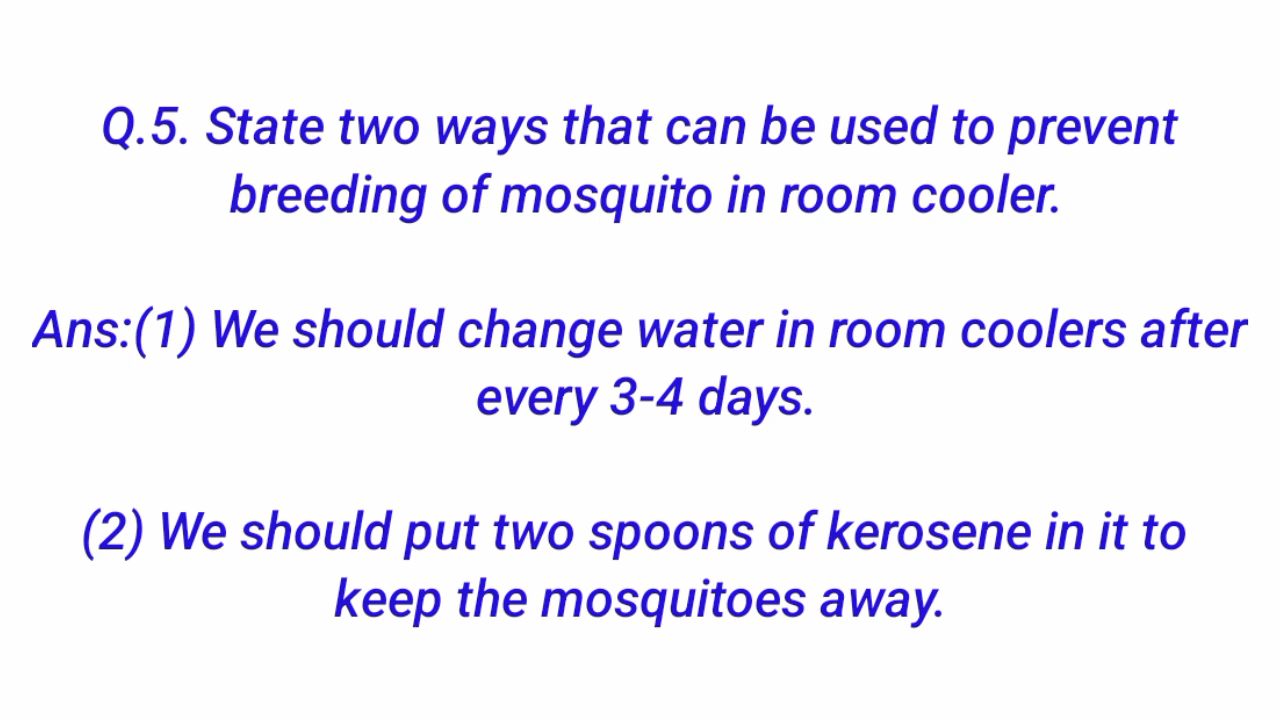 Q.5. State two ways that can be used to prevent
breeding of mosquito in room cooler.
Ans:(1) We should change water in room coolers after
every 3-4 days.
(2) We should put two spoons of kerosene in it to
keep the mosquitoes away.